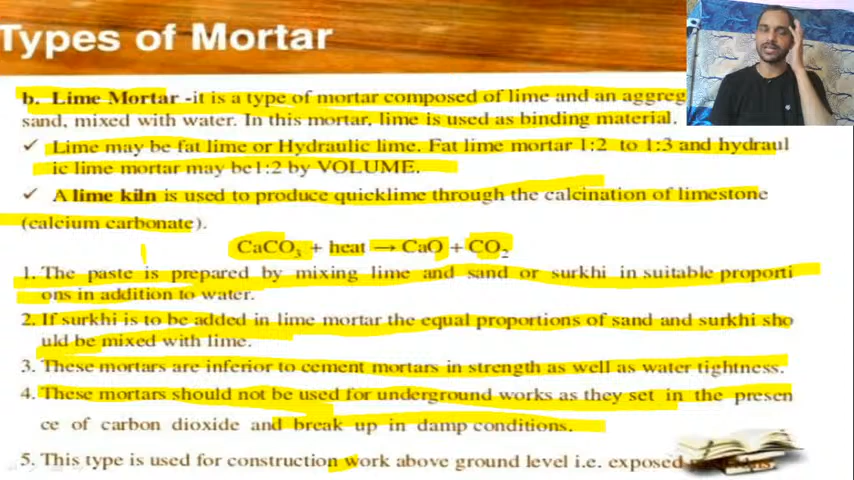 Types of Mortar
b. Lime Mortar -it is a type of mortar composed of lime and an aggreg
sand, mixed with water. In this mortar, lime is used as binding material.
✓ Lime may be fat lime or Hydraulic lime. Fat lime mortar 1:2 to 1:3 and hydraul
ic lime mortar may be1:2 by VOLUME.
✓ A lime kiln is used to produce quicklime through the calcination of limestone
(calcium carbonate).
CaCO₃ + heat → CaO + CO₂
1. The paste is prepared by mixing lime and sand or surkhi in suitable proporti
ons in addition to water.
2. If surkhi is to be added in lime mortar the equal proportions of sand and surkhi sho
uld be mixed with lime.
3. These mortars are inferior to cement mortars in strength as well as water tightness.
4. These mortars should not be used for underground works as they set in the presen
ce of carbon dioxide and break up in damp conditions.
5. This type is used for construction work above ground level i.e. exposed